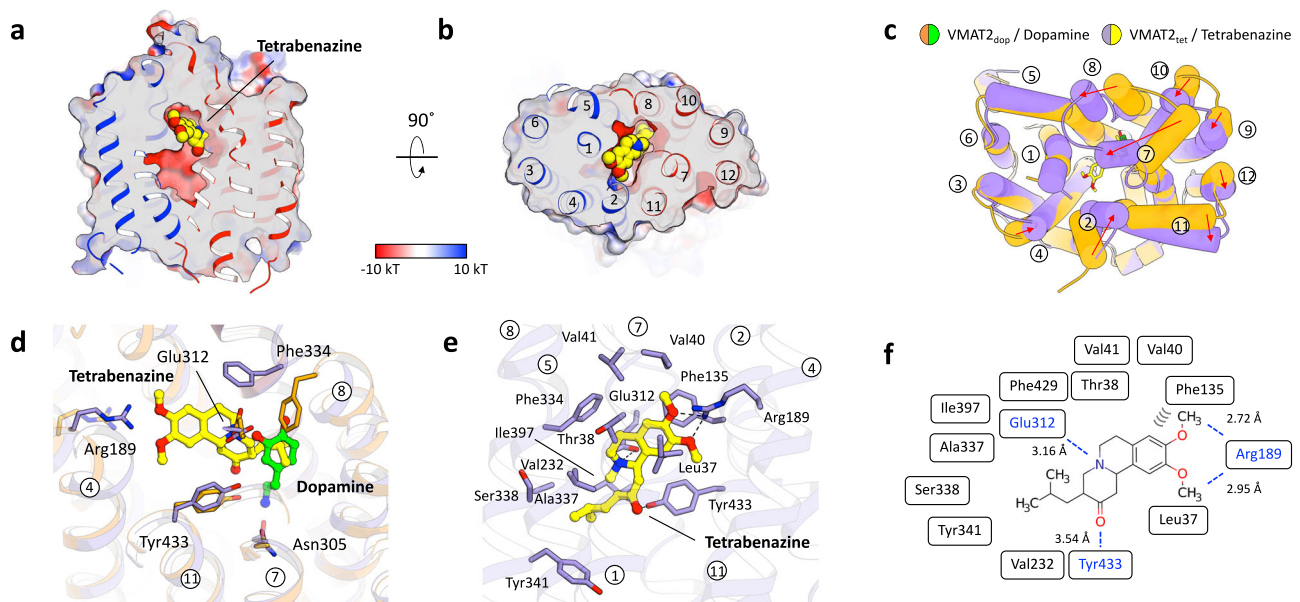 a
Tetrabenazine
90°
-10 kT 10 kT
b
5 8 10
6 1 9
3 7 12
4 2 11
c
VMAT2dop / Dopamine VMAT2tet / Tetrabenazine
5 8 10
6 1 7 9
3 12
2 11
4
d
Glu312 Phe334
Tetrabenazine
8
Arg189
4 Dopamine
Tyr433 Asn305
11 7
e
8 Val41 7 Val40 2
5 Phe135 4
Phe334 Glu312
Arg189
Ile397 Thr38
Val232 Leu37
Ser338 Ala337 Tyr433
Tetrabenazine
Tyr341 1 11
f
Val41 Val40
Phe429 Thr38 Phe135
Ile397 CH3 2.72 Å
Glu312 O
Ala337 3.16 Å Arg189
N O
CH3 2.95 Å
Ser338 H3C
CH3 Leu37
O
Tyr341 3.54 Å
Val232 Tyr433